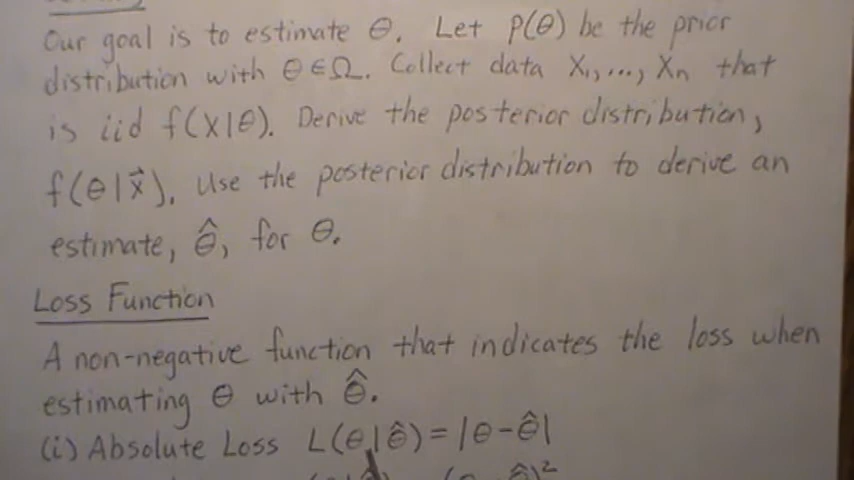 Our goal is to estimate θ. Let p(θ) be the prior
distribution with θ∈Ω. Collect data X₁,..., Xn that
is iid f(x|θ). Derive the posterior distribution,
f(θ|x⃗). Use the posterior distribution to derive an
estimate, θ̂, for θ.
Loss Function
A non-negative function that indicates the loss when
estimating θ with θ̂.
(i) Absolute Loss L(θ|θ̂) = |θ-θ̂|